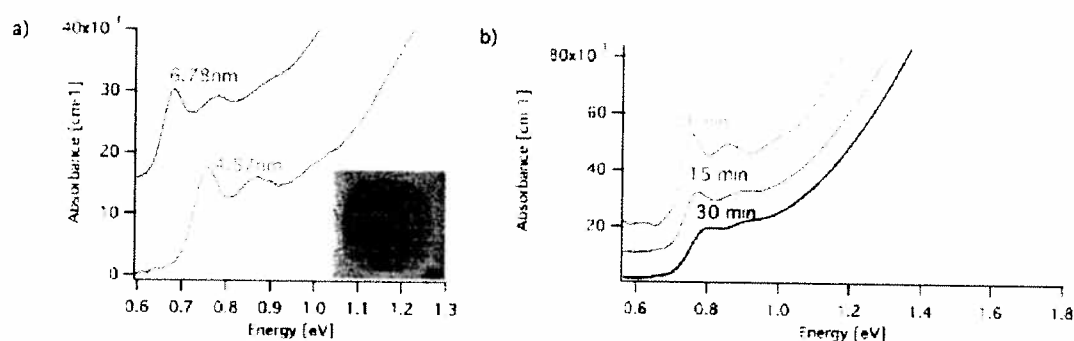 a)
Absorbance [cm-1]
30
20
10
0
6.78nm
0.6 0.7 0.8 0.9 1.0 1.1 1.2 1.3
Energy [eV]
b)
Absorbance [cm-1]
60
40
20
15 min
30 min
0.6 0.8 1.0 1.2 1.4 1.6 1.8
Energy [eV]